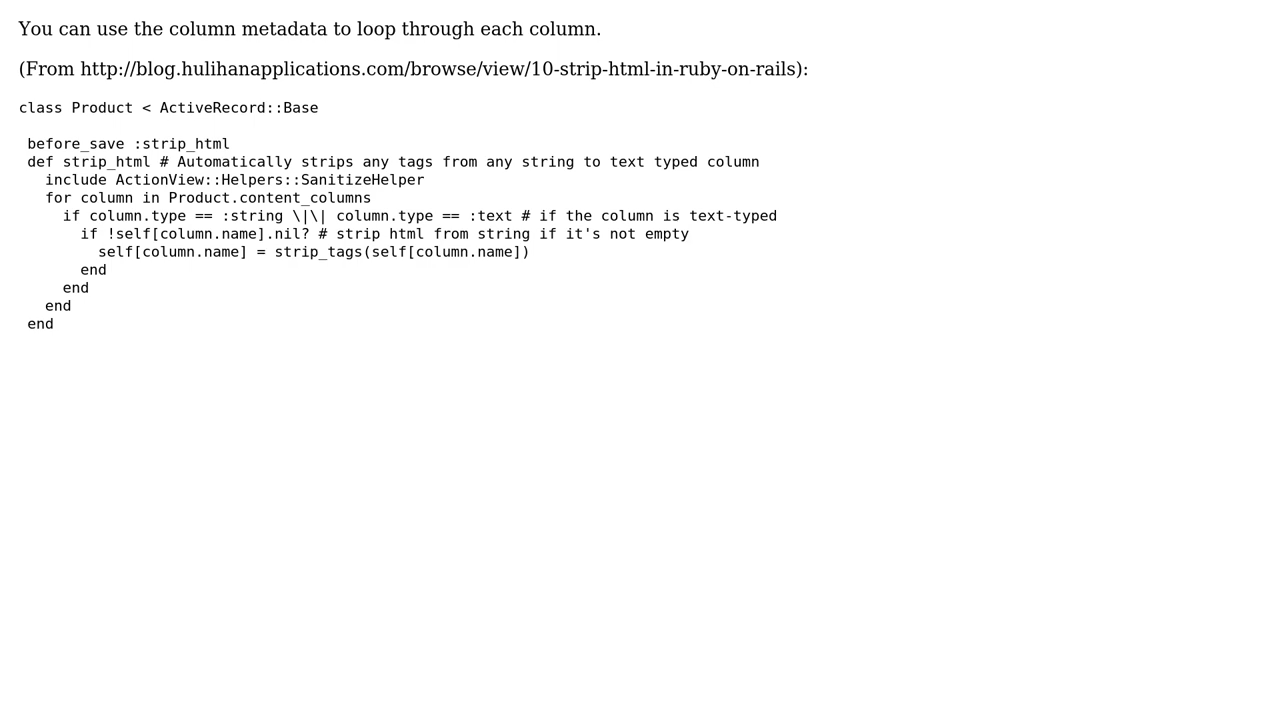 You can use the column metadata to loop through each column.
(From http://blog.hulihanapplications.com/browse/view/10-strip-html-in-ruby-on-rails):
class Product < ActiveRecord::Base
 before_save :strip_html
 def strip_html # Automatically strips any tags from any string to text typed column
   include ActionView::Helpers::SanitizeHelper
   for column in Product.content_columns
     if column.type == :string \|\| column.type == :text # if the column is text-typed
       if !self[column.name].nil? # strip html from string if it's not empty
         self[column.name] = strip_tags(self[column.name])
       end
     end
   end
 end